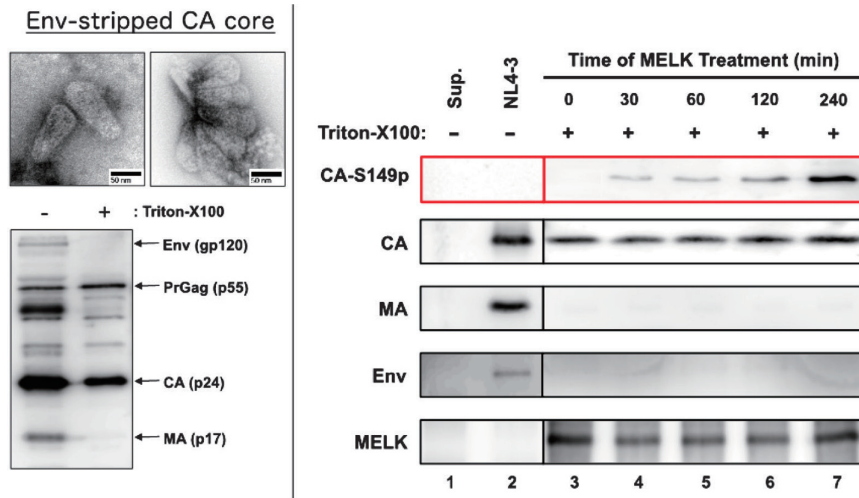 Env-stripped CA core
50 nm
50 nm
- + : Triton-X100
Env (gp120)
PrGag (p55)
CA (p24)
MA (p17)
Sup.
NL4-3
Time of MELK Treatment (min)
0 30 60 120 240
Triton-X100: - - + + + + +
CA-S149p
CA
MA
Env
MELK
1 2 3 4 5 6 7